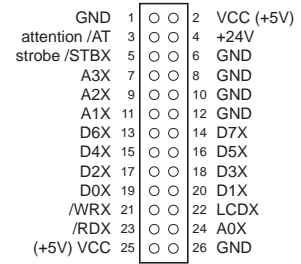 GND 1 2 VCC (+5V)
attention /AT 3 4 +24V
strobe /STBX 5 6 GND
A3X 7 8 GND
A2X 9 10 GND
A1X 11 12 GND
D6X 13 14 D7X
D4X 15 16 D5X
D2X 17 18 D3X
D0X 19 20 D1X
/WRX 21 22 LCDX
/RDX 23 24 A0X
(+5V) VCC 25 26 GND